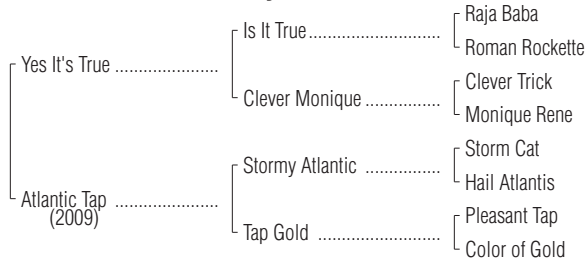 Raja Baba
Is It True
Roman Rockette
Yes It's True
Clever Trick
Clever Monique
Monique Rene
Storm Cat
Stormy Atlantic
Hail Atlantis
Atlantic Tap
(2009)
Pleasant Tap
Tap Gold
Color of Gold